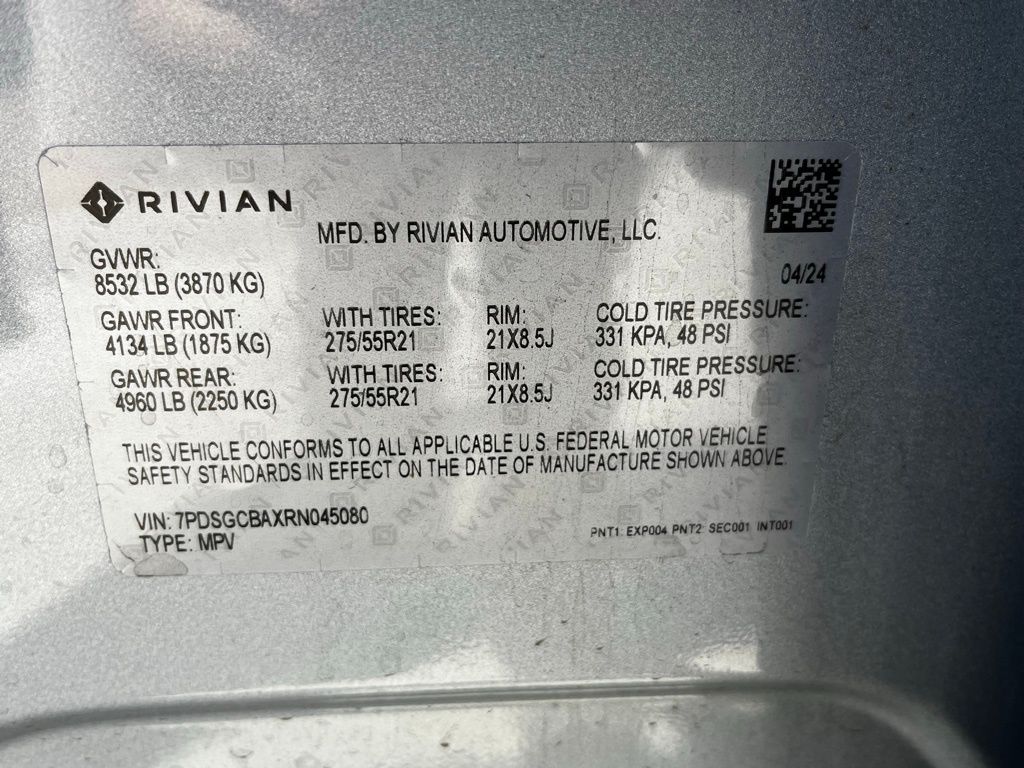 RIVIAN
MFD. BY RIVIAN AUTOMOTIVE, LLC.
GVWR:
8532 LB (3870 KG)
04/24
GAWR FRONT: WITH TIRES: RIM: COLD TIRE PRESSURE:
4134 LB (1875 KG) 275/55R21 21X8.5J 331 KPA, 48 PSI
GAWR REAR: WITH TIRES: RIM: COLD TIRE PRESSURE:
4960 LB (2250 KG) 275/55R21 21X8.5J 331 KPA, 48 PSI
THIS VEHICLE CONFORMS TO ALL APPLICABLE U.S. FEDERAL MOTOR VEHICLE
SAFETY STANDARDS IN EFFECT ON THE DATE OF MANUFACTURE SHOWN ABOVE.
VIN: 7PDSGCBAXRN045080
TYPE: MPV
PNT1: EXP004 PNT2: SEC001 INT001